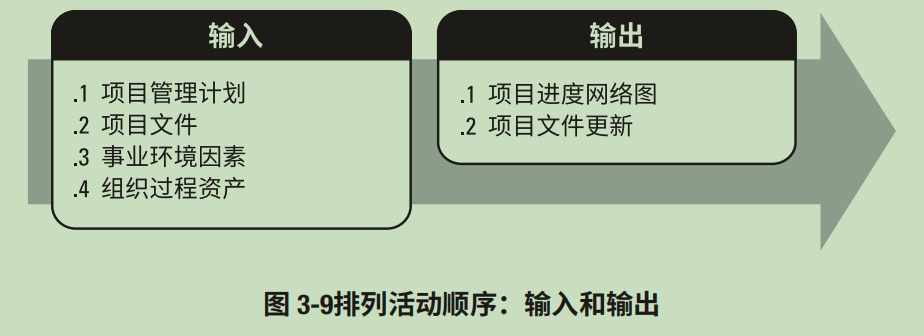 输入
.1 项目管理计划
.2 项目文件
.3 事业环境因素
.4 组织过程资产
输出
.1 项目进度网络图
.2 项目文件更新
图 3-9排列活动顺序：输入和输出